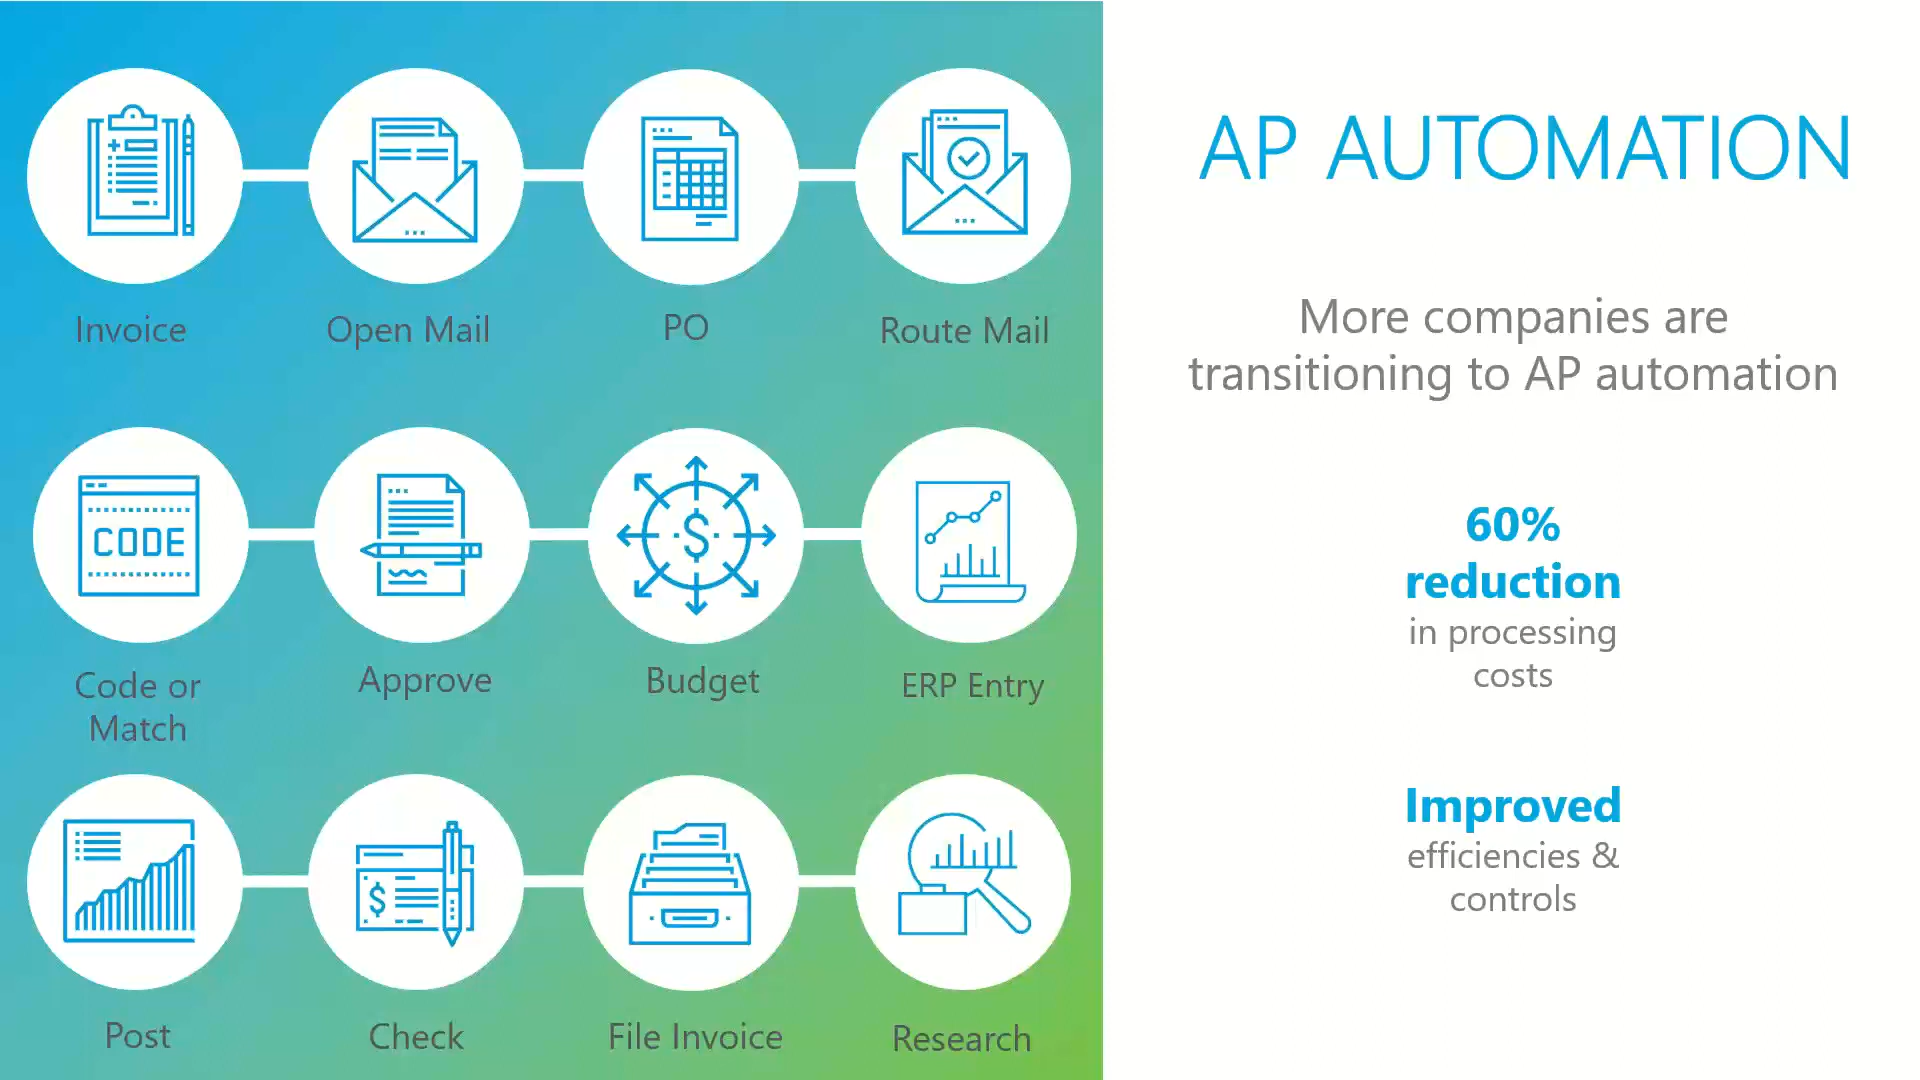 Invoice
Open Mail
PO
Route Mail
CODE
Code or
Match
Approve
$
Budget
ERP Entry
Post
$
Check
File Invoice
Research
AP AUTOMATION
More companies are
transitioning to AP automation
60%
reduction
in processing
costs
Improved
efficiencies &
controls